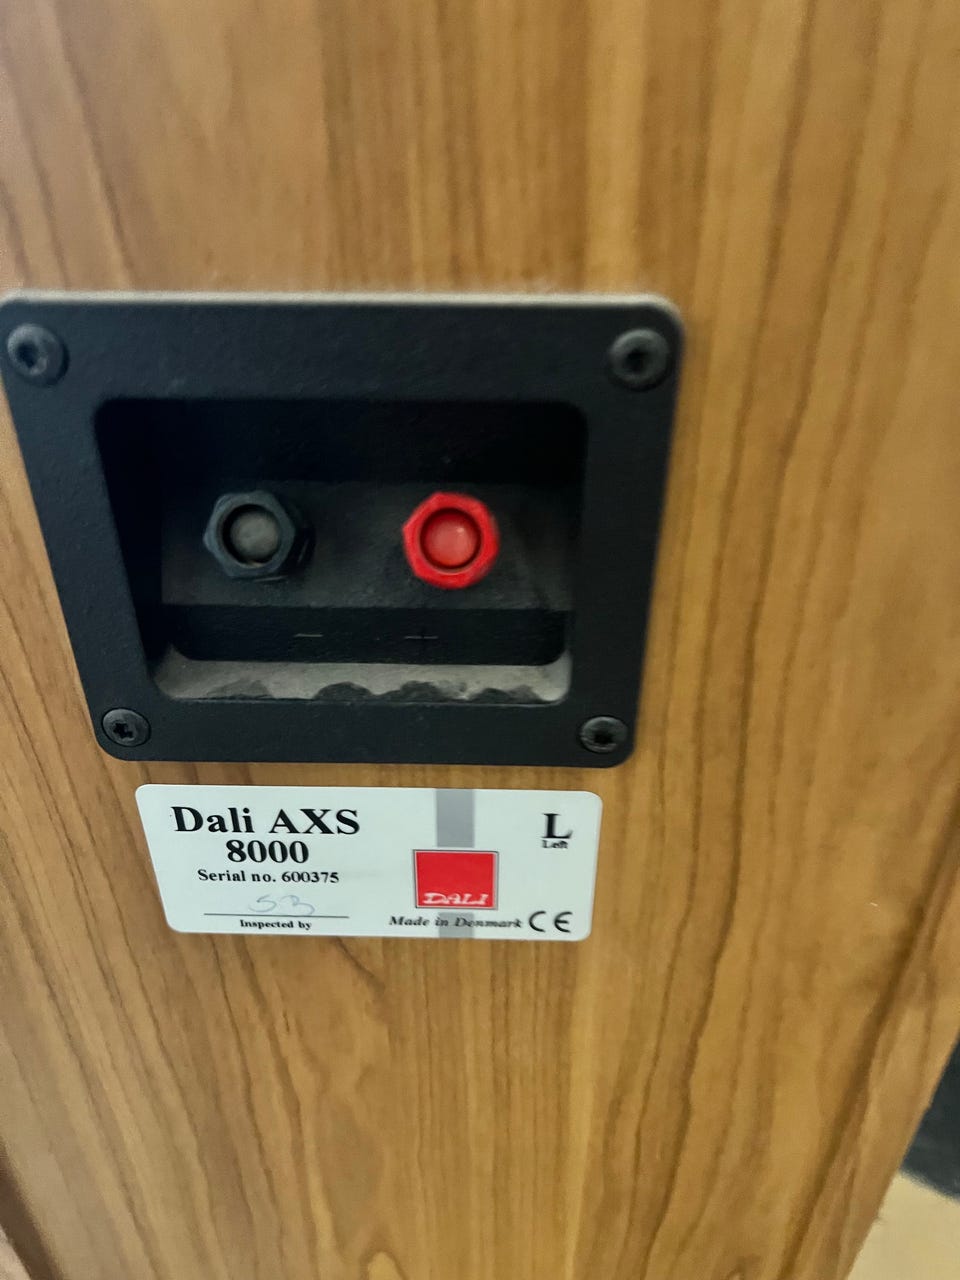 - +
Dali AXS
8000
Serial no. 600375
Inspected by
L
Left
DALI
Made in Denmark CE